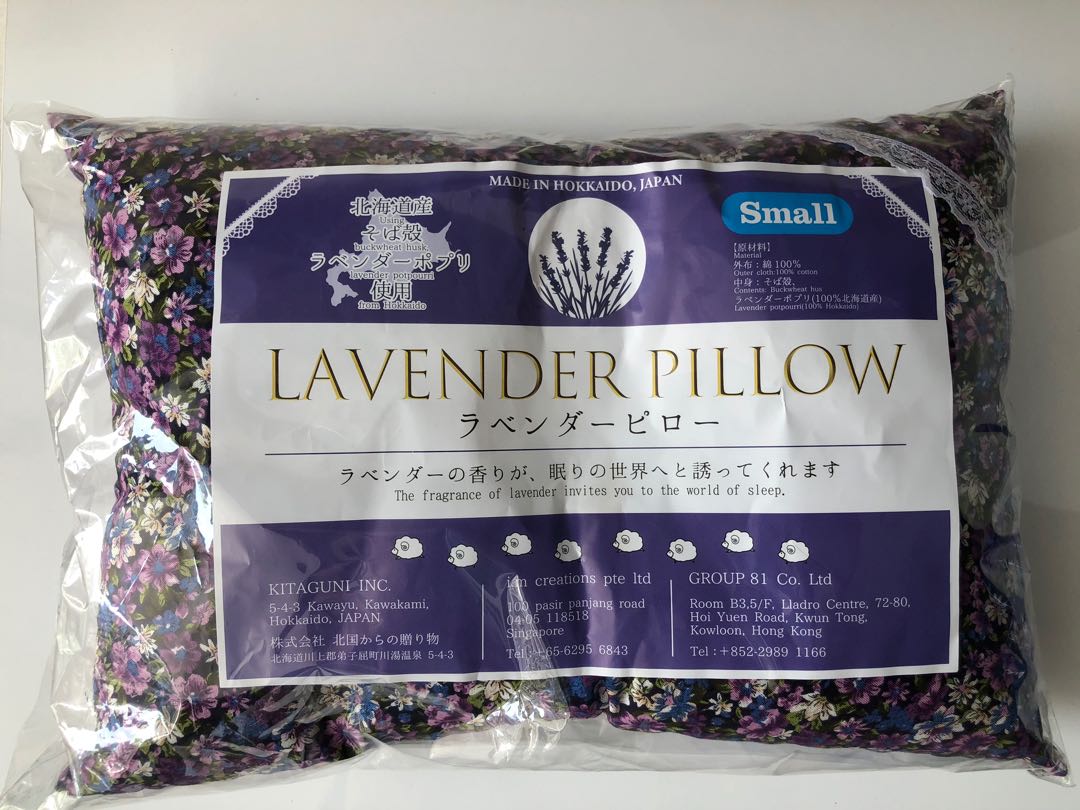 MADE IN HOKKAIDO, JAPAN
北海道産
Using
そば殻
buckwheat husk,
ラベンダーポプリ
lavender potpourri
使用
from Hokkaido
Small
【原材料】
Material
外布：綿100%
Outer cloth:100% cotton
中身：そば殻、
Contents: Buckwheat hus
ラベンダーポプリ(100%北海道産)
Lavender potpourri(100% Hokkaido)
LAVENDER PILLOW
ラベンダーピロー
ラベンダーの香りが、眠りの世界へと誘ってくれます
The fragrance of lavender invites you to the world of sleep.
KITAGUNI INC.
5-4-3 Kawayu, Kawakami,
Hokkaido, JAPAN
株式会社 北国からの贈り物
北海道川上郡弟子屈町川湯温泉 5-4-3
i.m creations pte ltd
100 pasir panjang road
04-05 118518
Singapore
Tel:+65-6295 6843
GROUP 81 Co. Ltd
Room B3,5/F, Lladro Centre, 72-80,
Hoi Yuen Road, Kwun Tong,
Kowloon, Hong Kong
Tel:+852-2989 1166